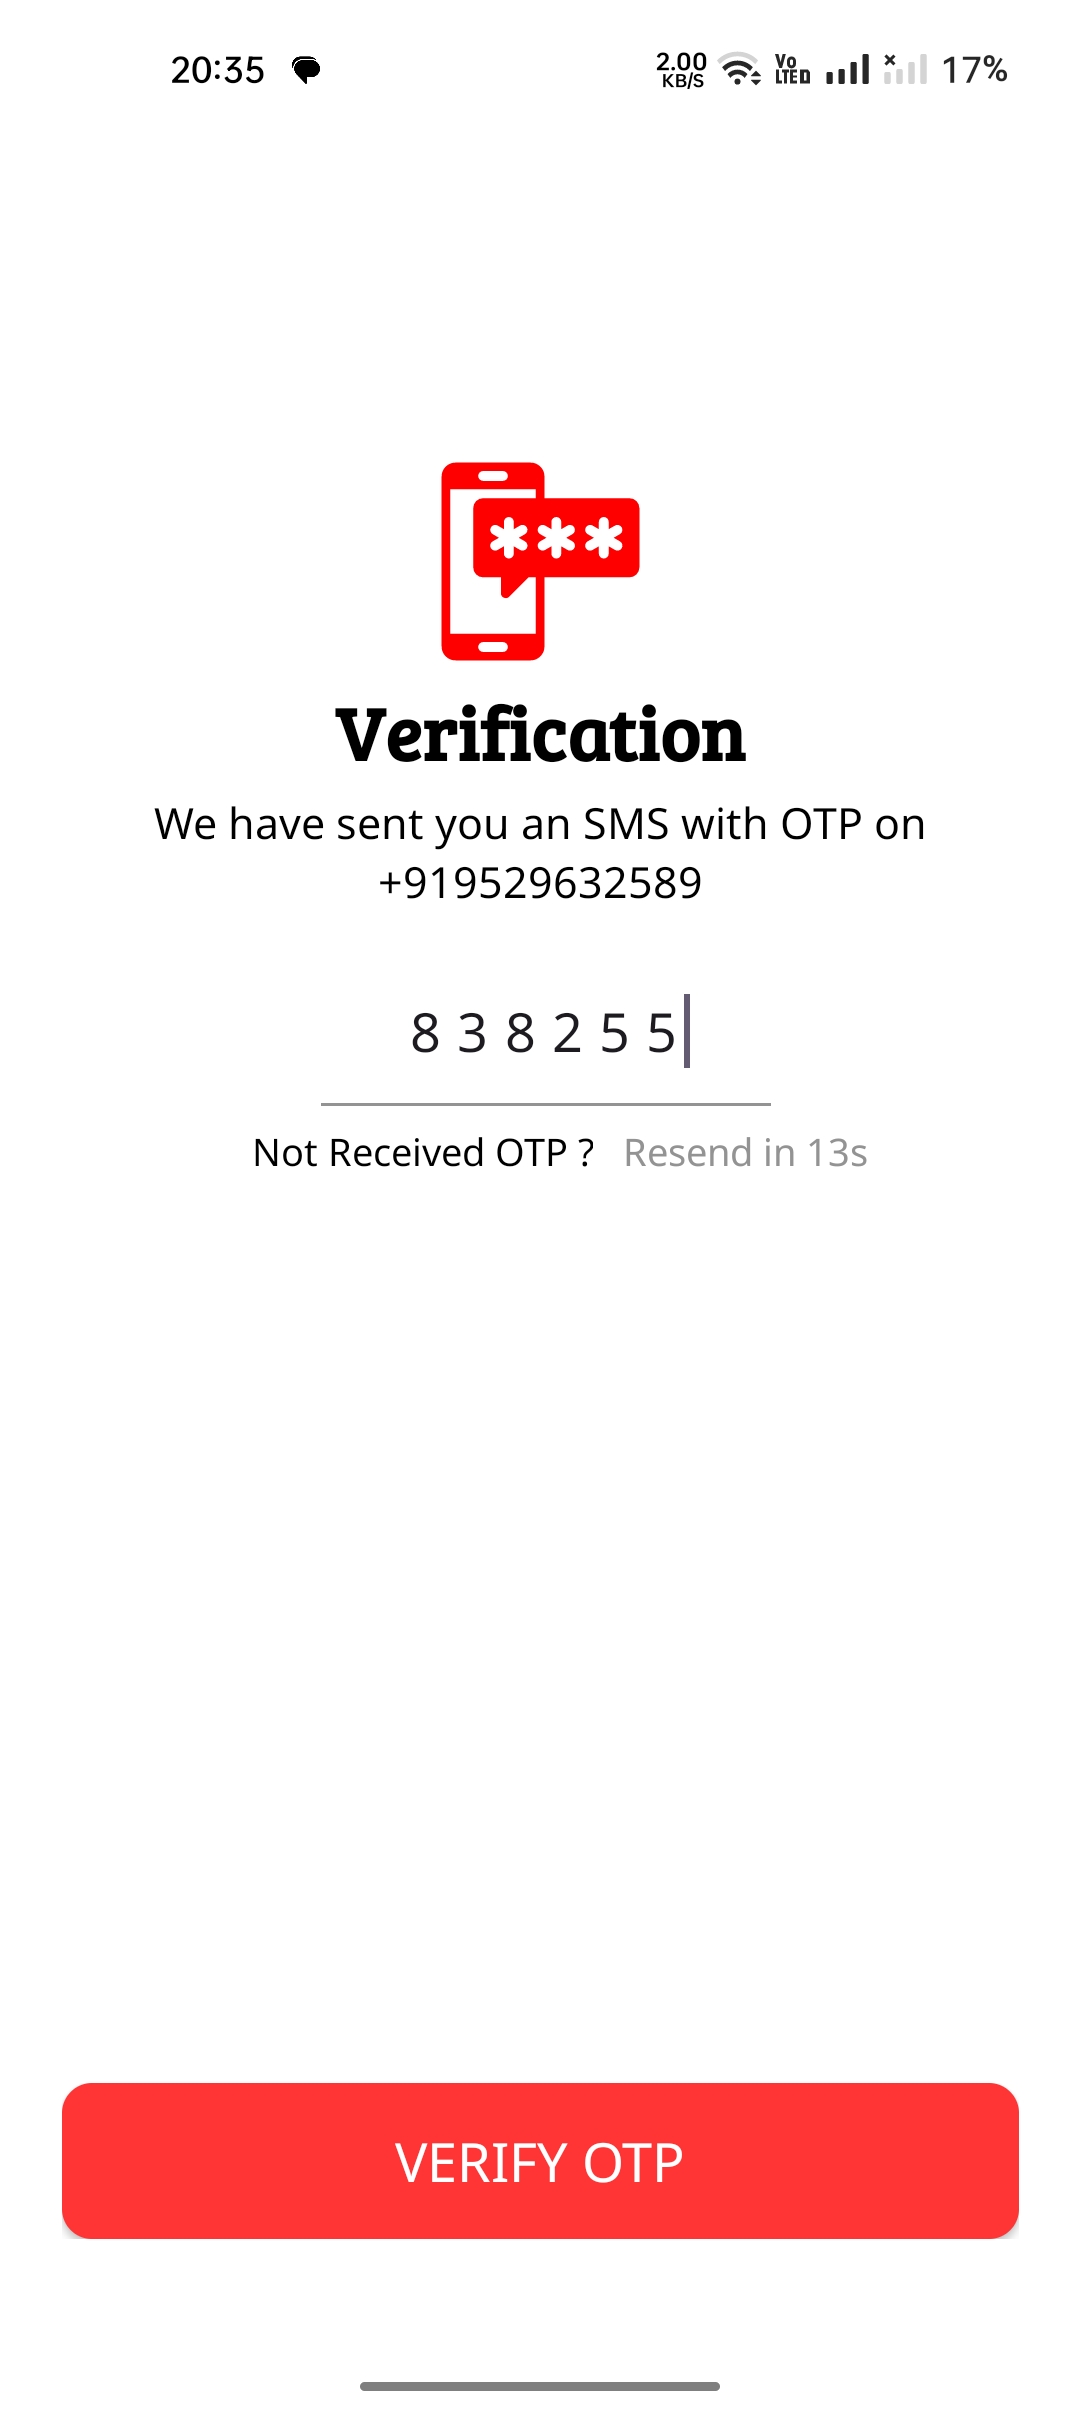 20:35 2.00 KB/S Vo LTED 17%
***
Verification
We have sent you an SMS with OTP on
+919529632589
8 3 8 2 5 5
Not Received OTP ? Resend in 13s
VERIFY OTP